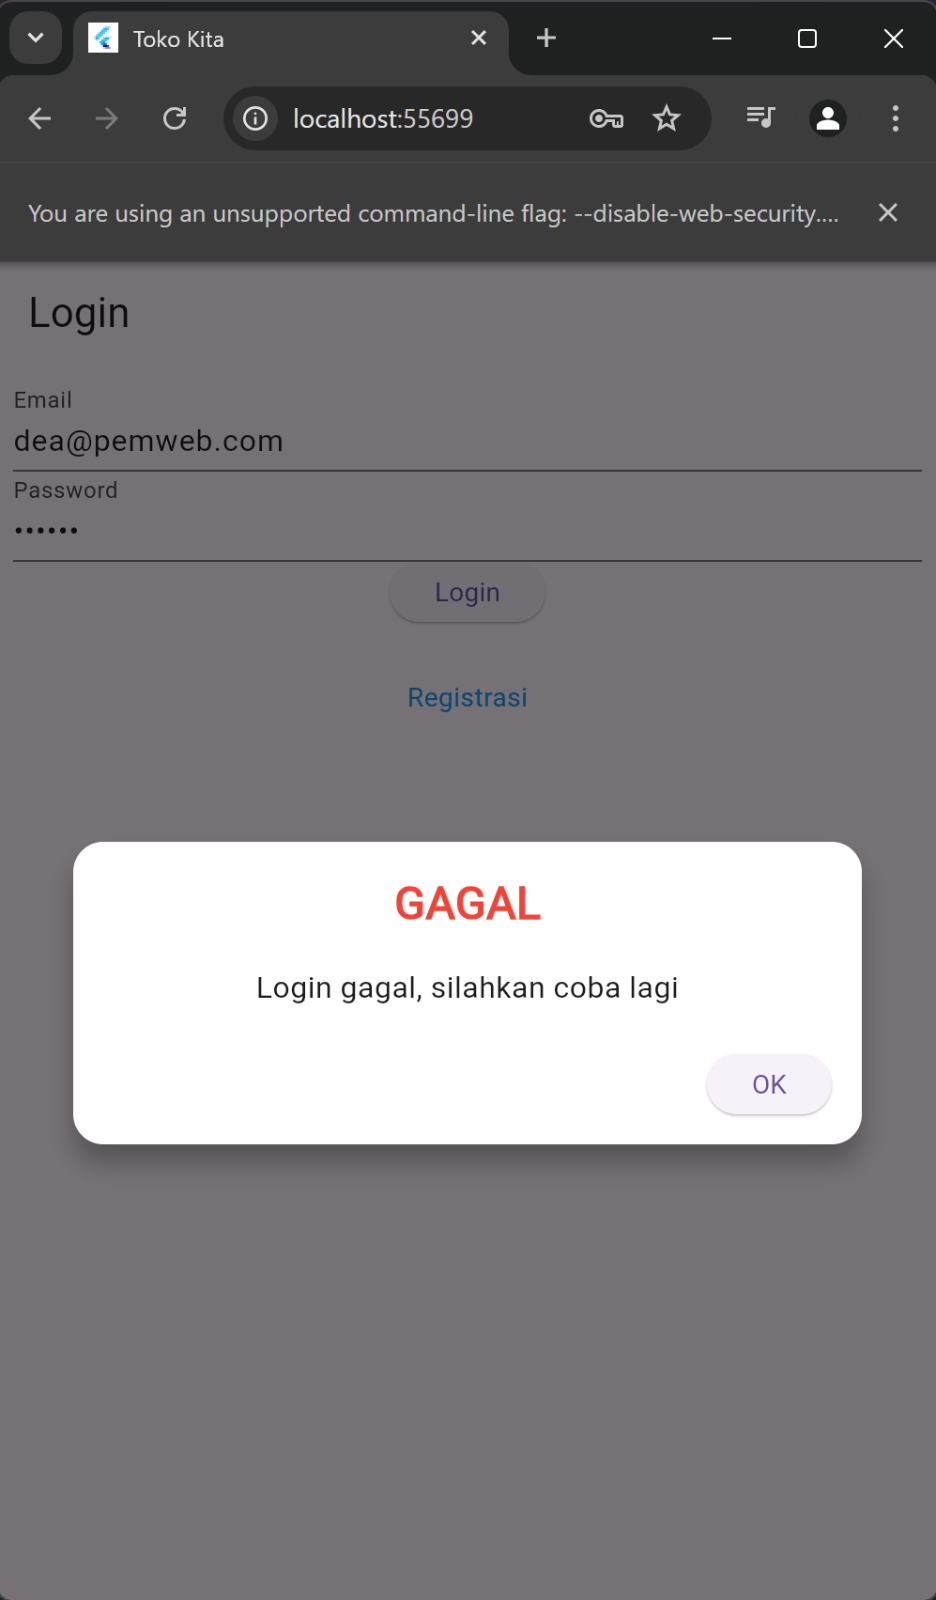 Toko Kita
localhost:55699
You are using an unsupported command-line flag: --disable-web-security....
Login
Email
dea@pemweb.com
Password
••••••
Login
Registrasi
GAGAL
Login gagal, silahkan coba lagi
OK